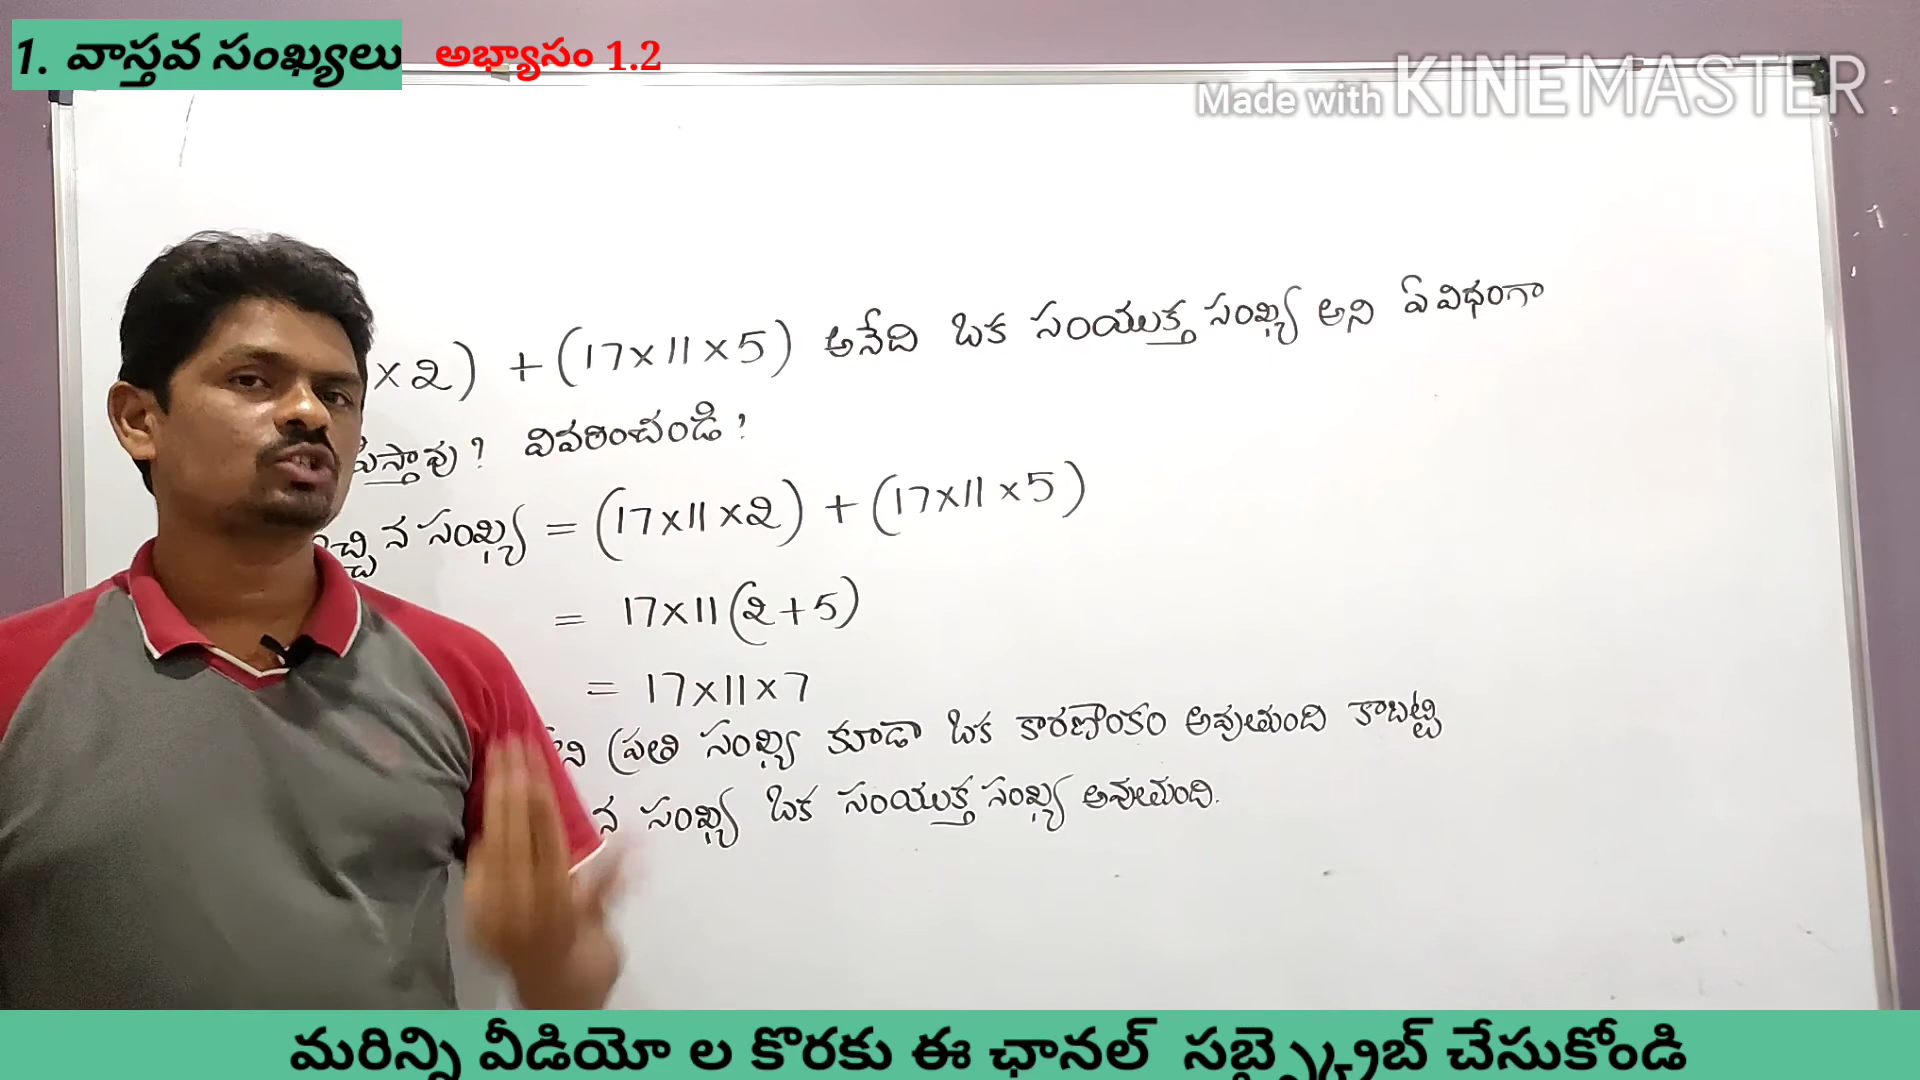 1. వాస్తవ సంఖ్యలు అభ్యాసం 1.2
Made with KINEMASTER
× 2) + (17×11×5) అనేది ఒక సంయుక్త సంఖ్య అని ఏ విధంగా
వివరించండి?
న సంఖ్య = (17×11×2) + (17×11×5)
= 17×11(2+5)
= 17×11×7
ప్రతి సంఖ్య కూడా ఒక కారణాంకం అవుతుంది కాబట్టి
న సంఖ్య ఒక సంయుక్త సంఖ్య అవుతుంది.
మరిన్ని వీడియో ల కొరకు ఈ ఛానల్ సబ్స్క్రైబ్ చేసుకోండి